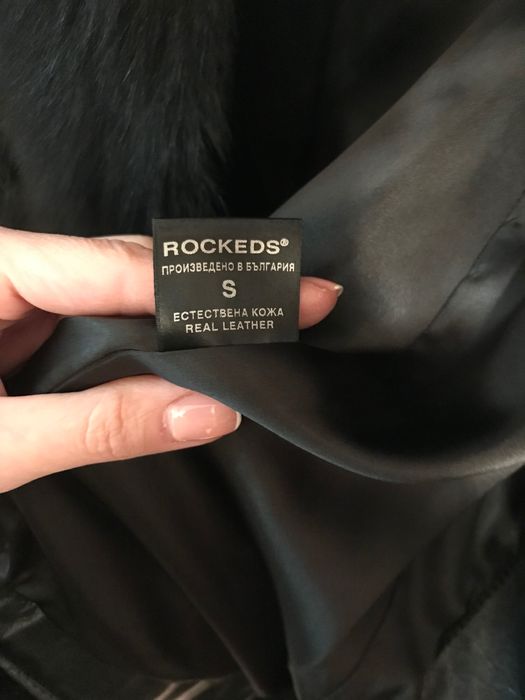 ROCKEDS®
ПРОИЗВЕДЕНО В БЪЛГАРИЯ
S
ЕСТЕСТВЕНА КОЖА
REAL LEATHER